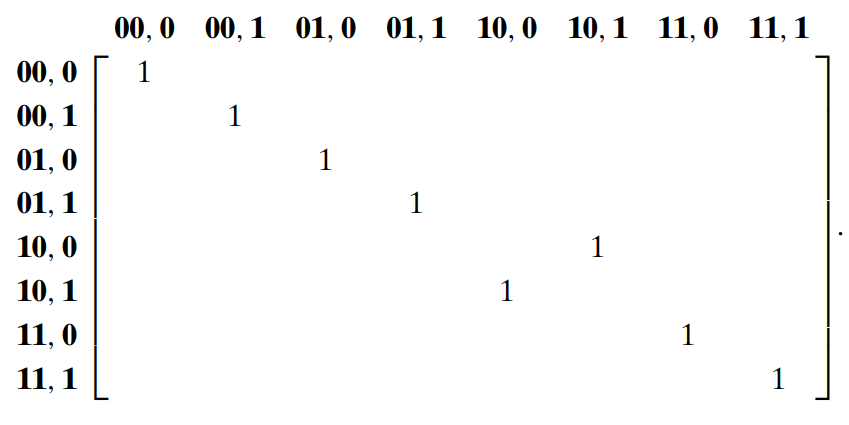 00, 0 00, 1 01, 0 01, 1 10, 0 10, 1 11, 0 11, 1
00, 0 1
00, 1 1
01, 0 1
01, 1 1
10, 0 1
10, 1 1
11, 0 1
11, 1 1
.